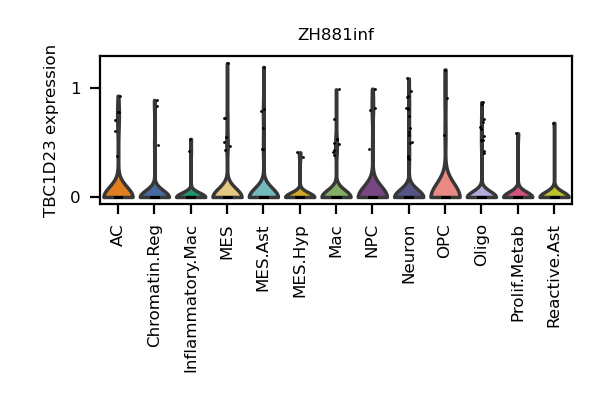 ZH881inf
TBC1D23 expression
1
0
AC
Chromatin.Reg
Inflammatory.Mac
MES
MES.Ast
MES.Hyp
Mac
NPC
Neuron
OPC
Oligo
Prolif.Metab
Reactive.Ast